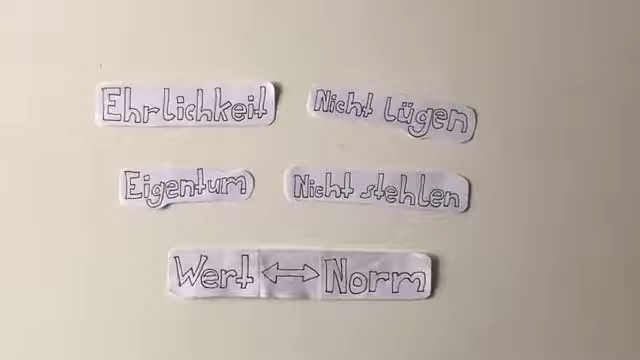 Ehrlichkeit Nicht lügen
Eigentum Nicht stehlen
Wert ↔ Norm